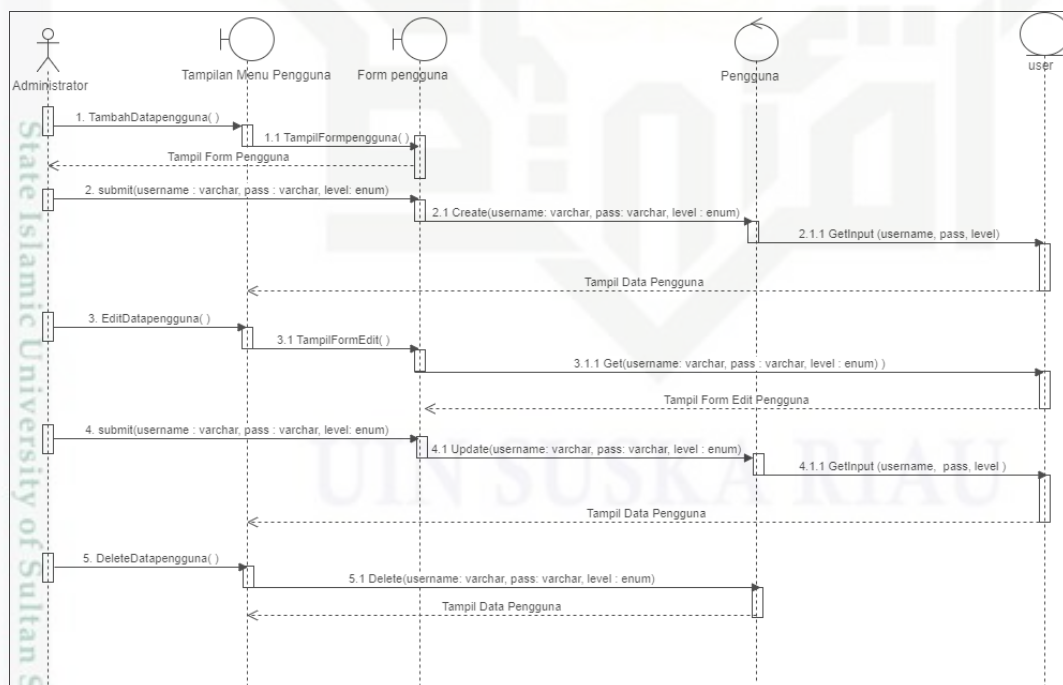 Administrator
Tampilan Menu Pengguna
Form pengguna
Pengguna
user
1. TambahDatapengguna( )
1.1 TampilFormpengguna( )
Tampil Form Pengguna
2. submit(username : varchar, pass : varchar, level: enum)
2.1 Create(username: varchar, pass: varchar, level : enum)
2.1.1 GetInput (username, pass, level)
Tampil Data Pengguna
3. EditDatapengguna( )
3.1 TampilFormEdit( )
3.1.1 Get(username: varchar, pass : varchar, level : enum) )
Tampil Form Edit Pengguna
4. submit(username : varchar, pass : varchar, level: enum)
4.1 Update(username: varchar, pass: varchar, level : enum)
4.1.1 GetInput (username, pass, level )
Tampil Data Pengguna
5. DeleteDatapengguna( )
5.1 Delete(username: varchar, pass: varchar, level : enum)
Tampil Data Pengguna
UIN SUSKA RIAU
State Islamic University of Sultan S